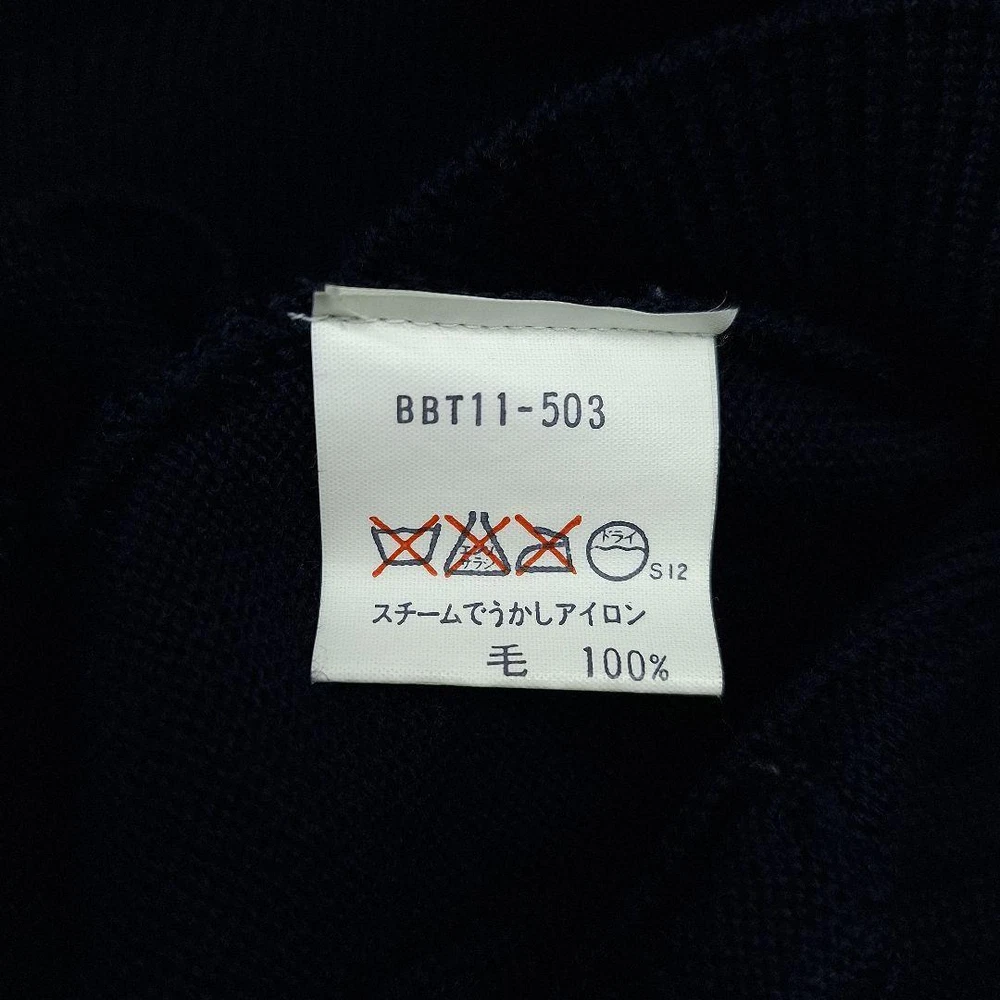 BBT11-503
エンソ サラシ ドライ
S12
スチームでうかしアイロン
毛 100%